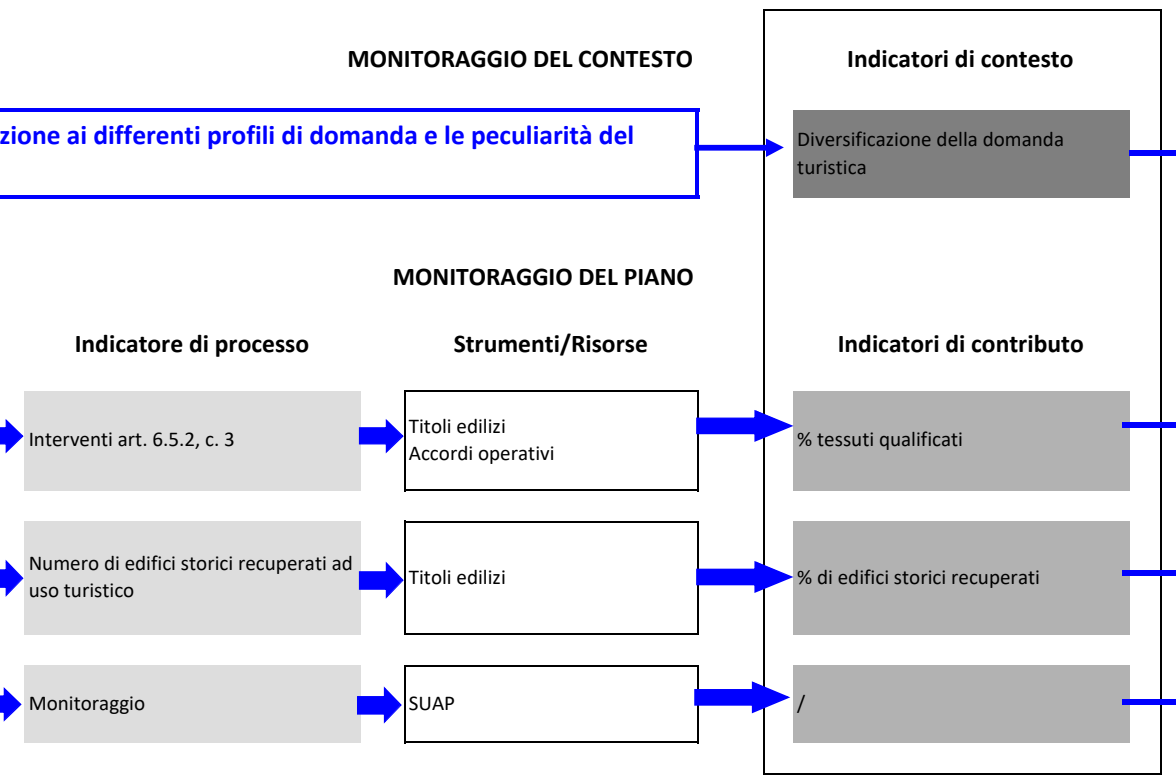 MONITORAGGIO DEL CONTESTO
Indicatori di contesto
zione ai differenti profili di domanda e le peculiarità del
Diversificazione della domanda
turistica
MONITORAGGIO DEL PIANO
Indicatore di processo
Strumenti/Risorse
Indicatori di contributo
Interventi art. 6.5.2, c. 3
Titoli edilizi
Accordi operativi
% tessuti qualificati
Numero di edifici storici recuperati ad
uso turistico
Titoli edilizi
% di edifici storici recuperati
Monitoraggio
SUAP
/